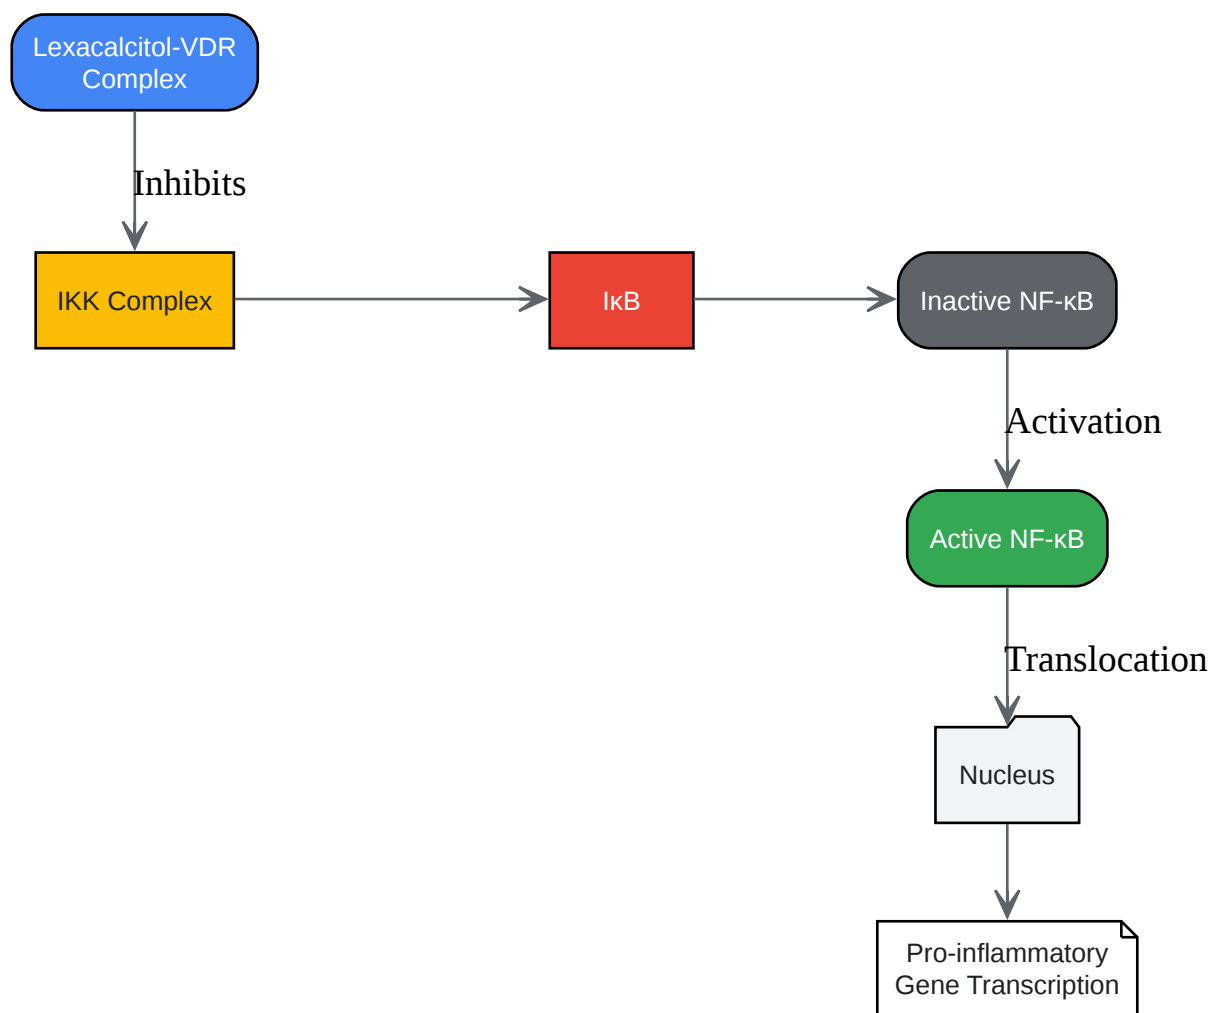 Lexacalcitol-VDR
Complex
Inhibits
IKK Complex
IκB
Inactive NF-κB
Activation
Active NF-κB
Translocation
Nucleus
Pro-inflammatory
Gene Transcription